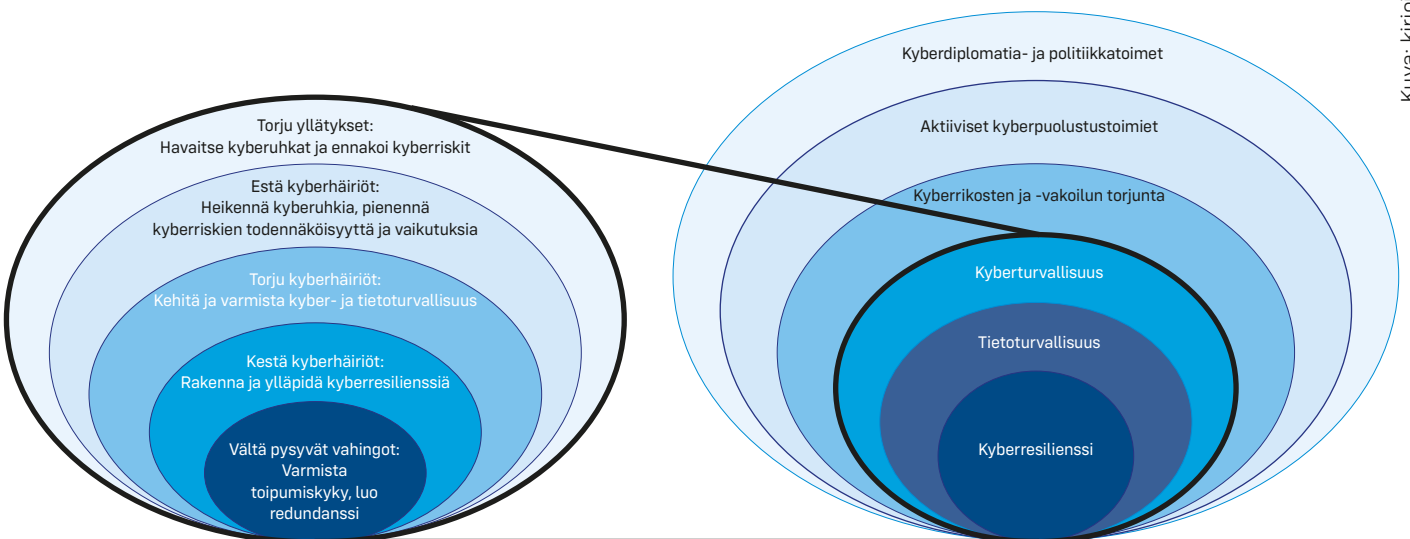 Torju yllätykset:
Havaitse kyberuhkat ja ennakoi kyberriskit
Estä kyberhäiriöt:
Heikennä kyberuhkia, pienennä
kyberriskien todennäköisyyttä ja vaikutuksia
Torju kyberhäiriöt:
Kehitä ja varmista kyber- ja tietoturvallisuus
Kestä kyberhäiriöt:
Rakenna ja ylläpidä kyberresilienssiä
Vältä pysyvät vahingot:
Varmista
toipumiskyky, luo
redundanssi
Kyberdiplomatia- ja politiikkatoimet
Aktiiviset kyberpuolustustoimiet
Kyberrikosten ja -vakoilun torjunta
Kyberturvallisuus
Tietoturvallisuus
Kyberresilienssi
Kuva: